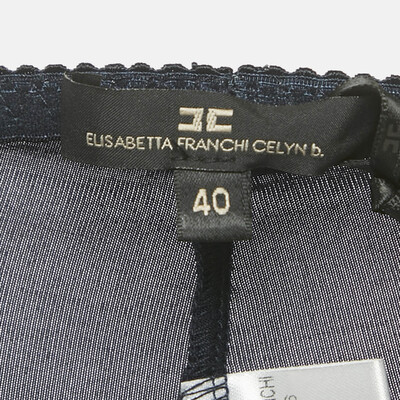 ELISABETTA FRANCHI CELYN b.
40